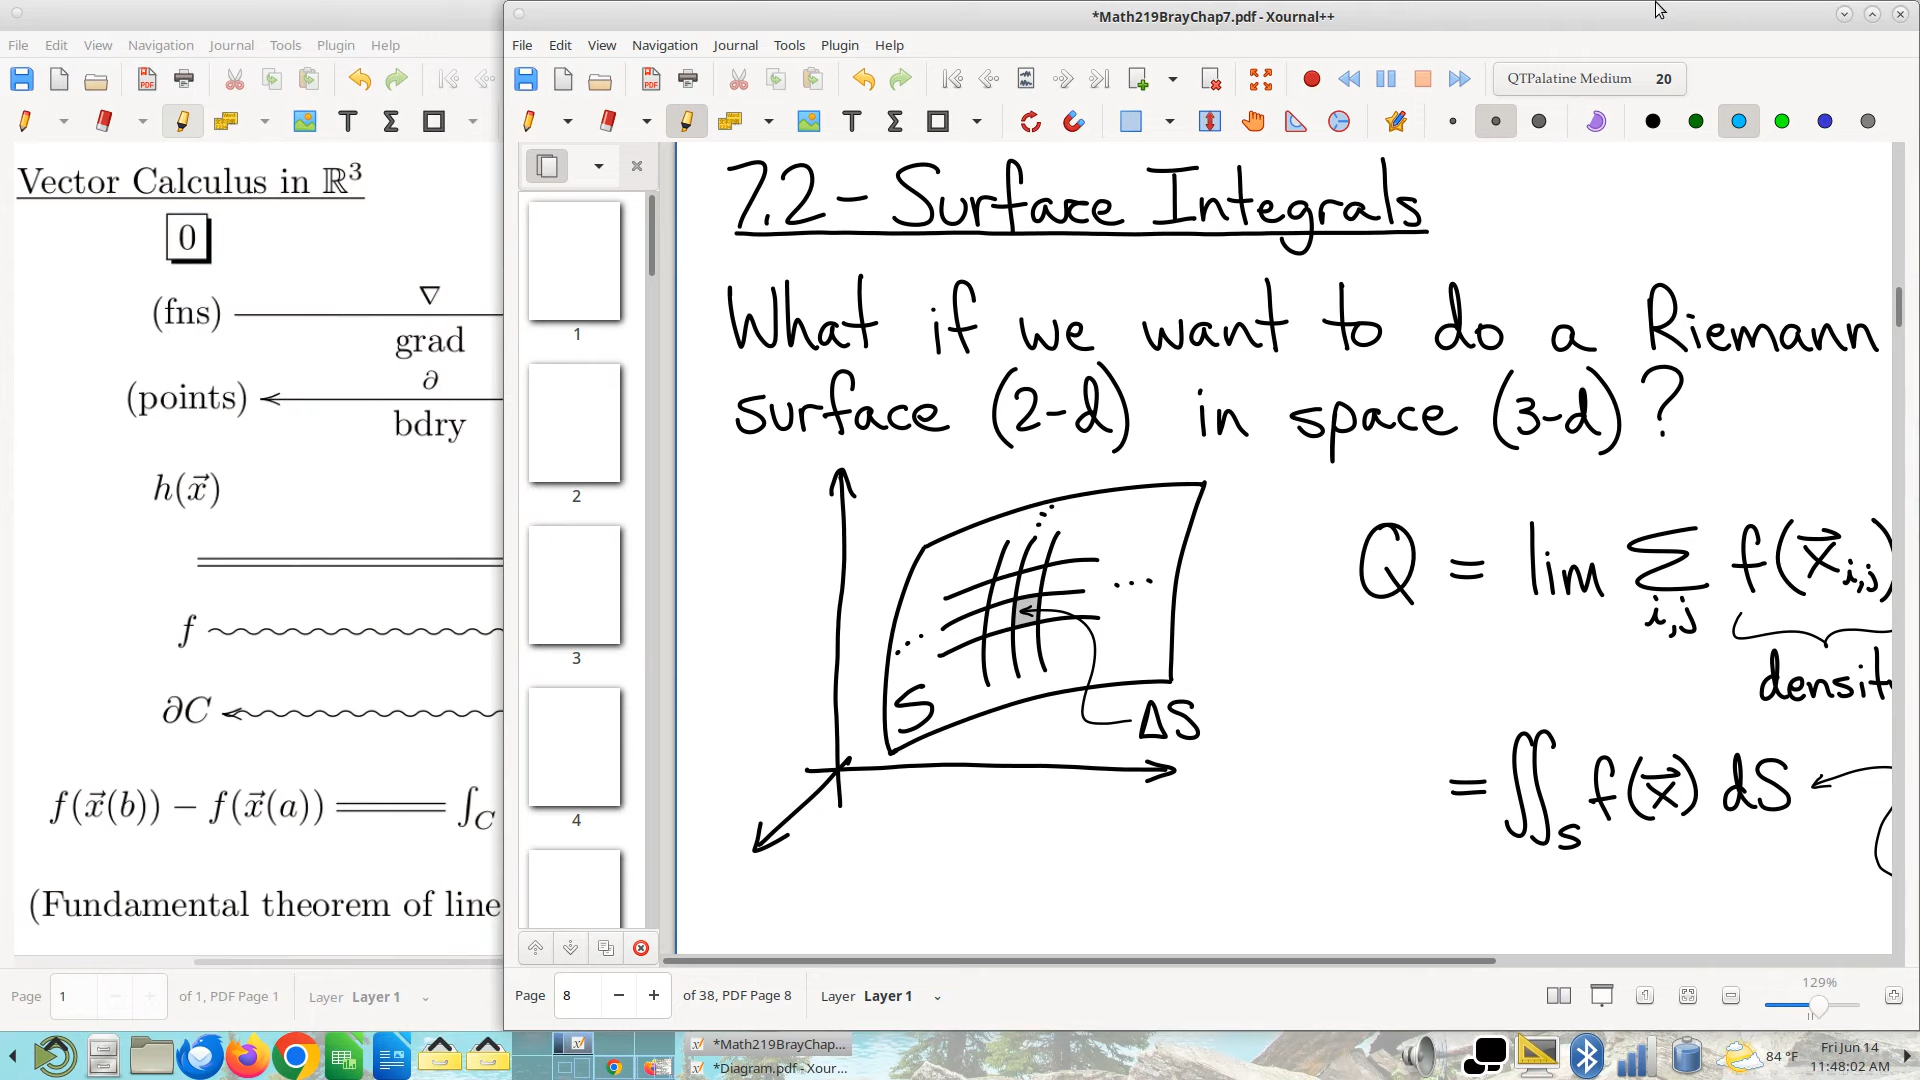 *Math219BrayChap7.pdf - Xournal++
File Edit View Navigation Journal Tools Plugin Help
File Edit View Navigation Journal Tools Plugin Help
QTPalatine Medium 20
Vector Calculus in ℝ³
0
(fns)
∇
grad
(points)
∂
bdry
h(x⃗)
f
∂C
f(x⃗(b)) − f(x⃗(a)) ═ ∫_C
(Fundamental theorem of line
1
2
3
4
7.2 - Surface Integrals
What if we want to do a Riemann
surface (2-d) in space (3-d)?
S
ΔS
Q = lim Σ_{i,j} f(x⃗_{i,j})
densit
= ∬_S f(x⃗) dS
Page 1 of 1, PDF Page 1 Layer Layer 1
Page 8 of 38, PDF Page 8 Layer Layer 1
129%
*Math219BrayChap...
*Diagram.pdf - Xour...
84 °F
Fri Jun 14
11:48:02 AM